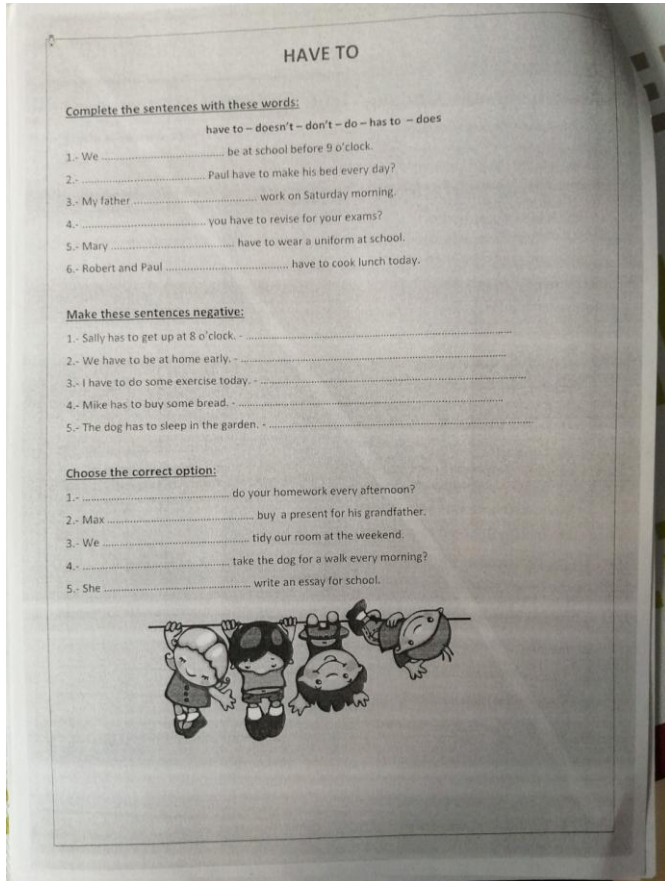 HAVE TO
Complete the sentences with these words:
have to – doesn't – don't – do – has to – does
1.- We ........................................ be at school before 9 o'clock.
2.- ........................................ Paul have to make his bed every day?
3.- My father ........................................ work on Saturday morning.
4.- ........................................ you have to revise for your exams?
5.- Mary ........................................ have to wear a uniform at school.
6.- Robert and Paul ........................................ have to cook lunch today.
Make these sentences negative:
1.- Sally has to get up at 8 o'clock. - ................................................................................
2.- We have to be at home early. - ................................................................................
3.- I have to do some exercise today. - ................................................................................
4.- Mike has to buy some bread. - ................................................................................
5.- The dog has to sleep in the garden. - ................................................................................
Choose the correct option:
1.- ................................................ do your homework every afternoon?
2.- Max ................................................ buy a present for his grandfather.
3.- We ................................................ tidy our room at the weekend.
4.- ................................................ take the dog for a walk every morning?
5.- She ................................................ write an essay for school.